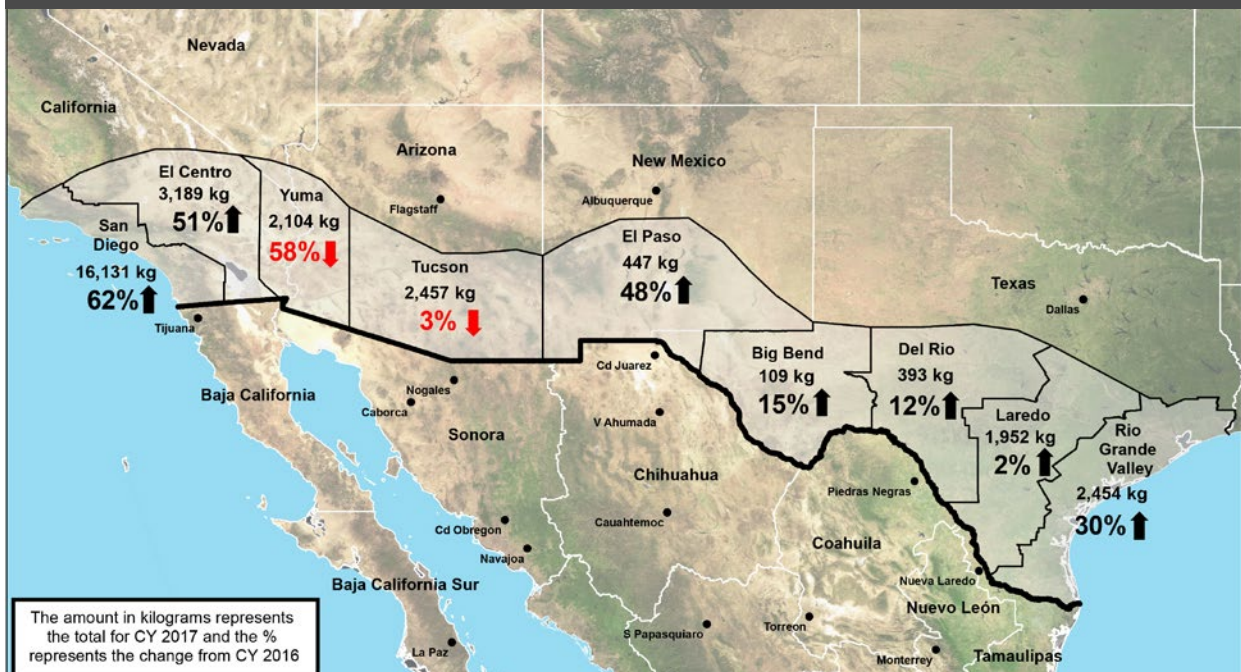 Nevada
California
Arizona
Flagstaff
New Mexico
Albuquerque
El Centro
3,189 kg
51%
Yuma
2,104 kg
58%
San
Diego
16,131 kg
62%
Tucson
2,457 kg
3%
El Paso
447 kg
48%
Texas
Dallas
Big Bend
109 kg
15%
Del Rio
393 kg
12%
Laredo
1,952 kg
2%
Rio
Grande
Valley
2,454 kg
30%
Tijuana
Baja California
Nogales
Caborca
Sonora
Cd Juarez
V Ahumada
Chihuahua
Cauahtemoc
Piedras Negras
Coahuila
Cd Obregon
Navajoa
Baja California Sur
Nueva Laredo
Nuevo León
S Papasquiaro
Torreon
Monterrey
Tamaulipas
La Paz
The amount in kilograms represents
the total for CY 2017 and the %
represents the change from CY 2016